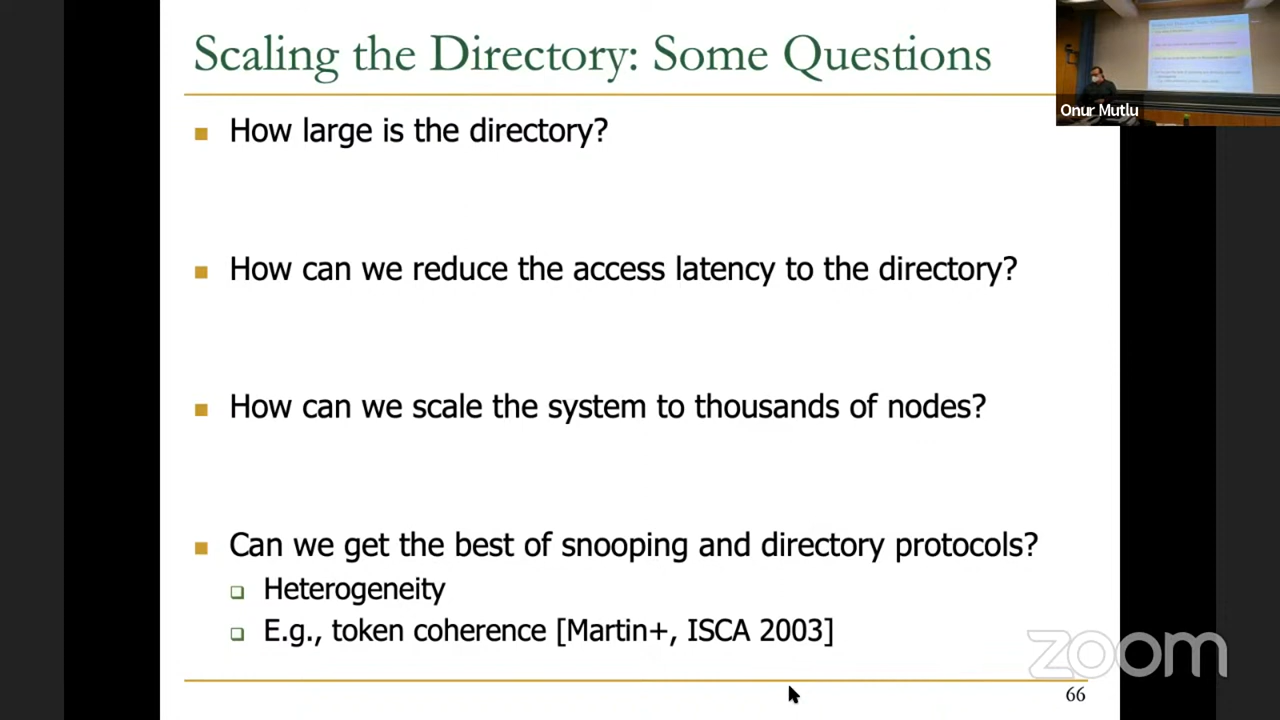 Scaling the Directory: Some Questions
Onur Mutlu
How large is the directory?
How can we reduce the access latency to the directory?
How can we scale the system to thousands of nodes?
Can we get the best of snooping and directory protocols?
Heterogeneity
E.g., token coherence [Martin+, ISCA 2003]
zoom
66